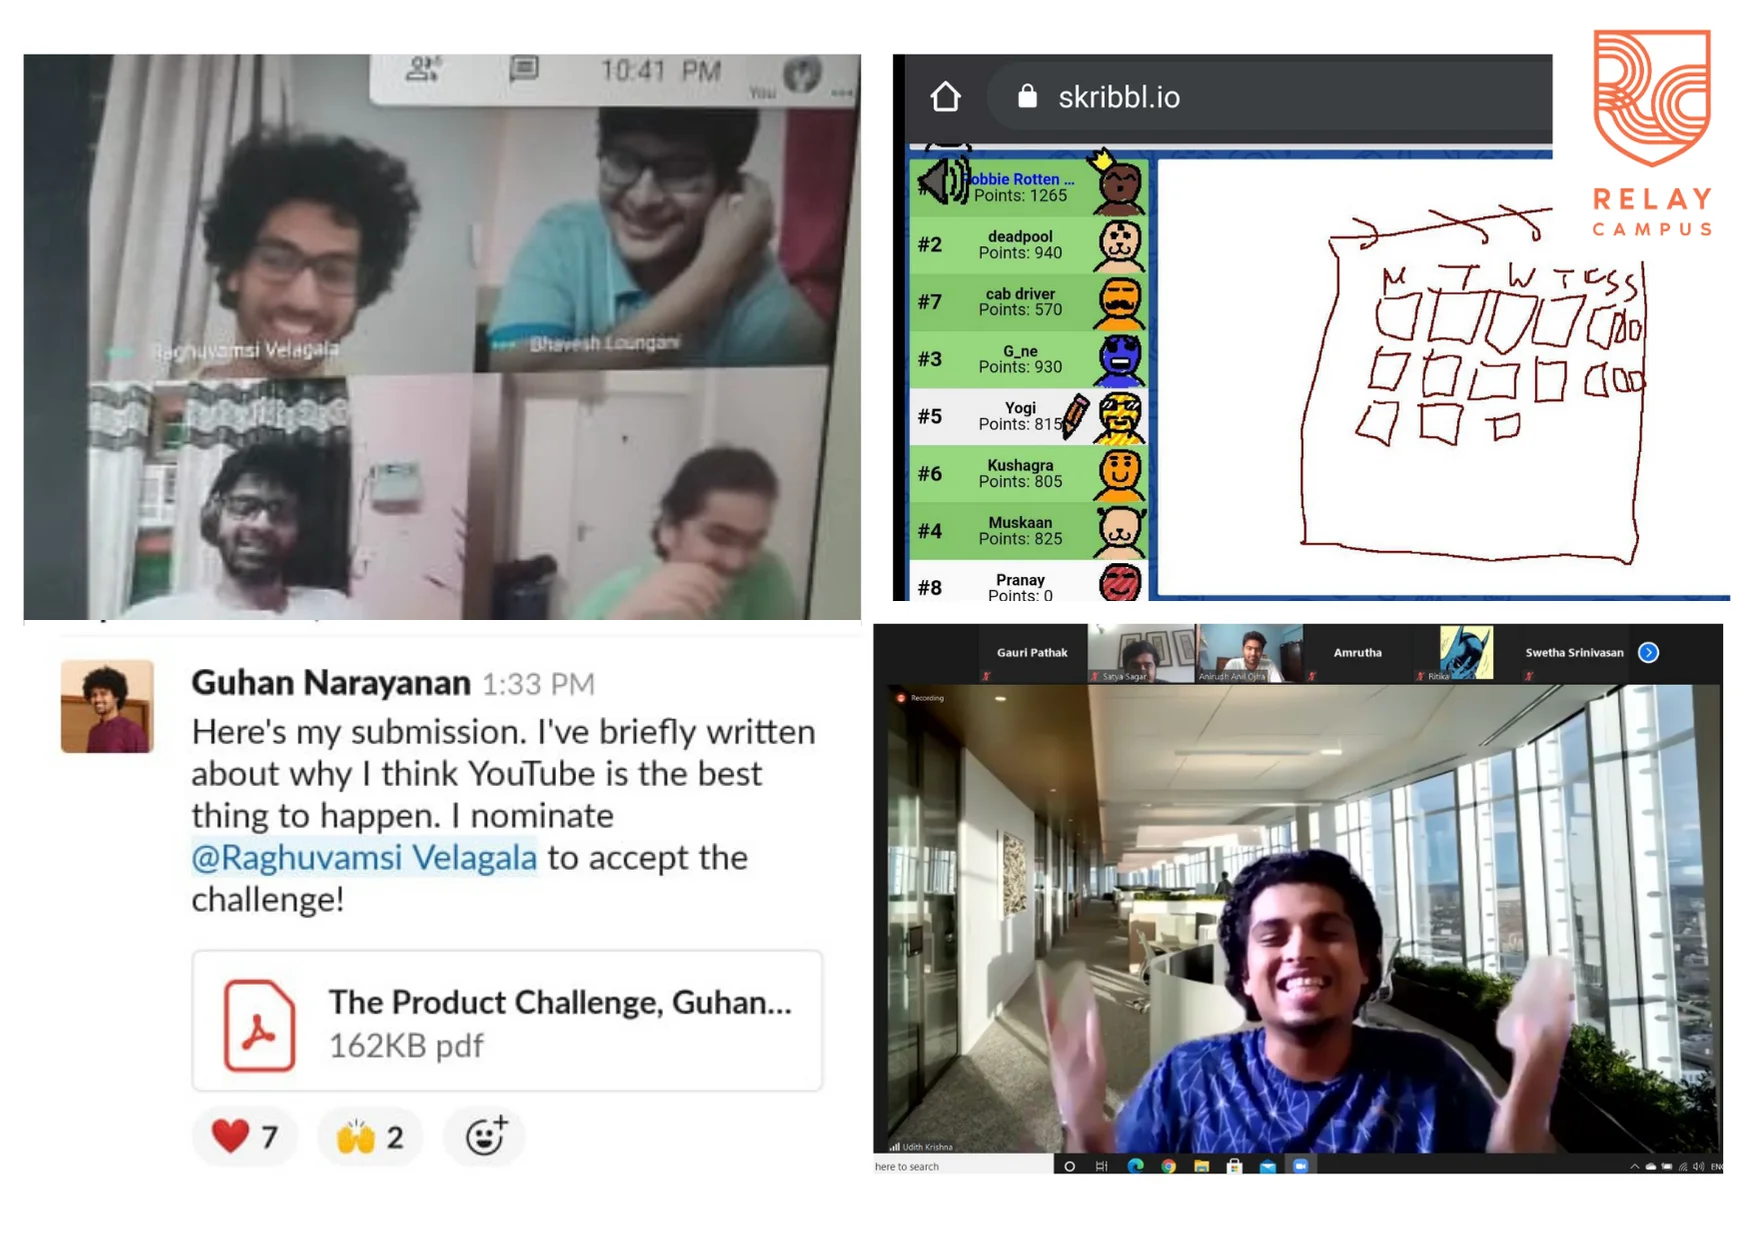 10:41 PM
You
Raghuvamsi Velagala
Bhavesh Loungani
skribbl.io
obbie Rotten ...
Points: 1265
#2
deadpool
Points: 940
#7
cab driver
Points: 570
#3
G_ne
Points: 930
#5
Yogi
Points: 815
#6
Kushagra
Points: 805
#4
Muskaan
Points: 825
#8
Pranay
Points: 0
M T W T F S S
RELAY
CAMPUS
Guhan Narayanan 1:33 PM
Here's my submission. I've briefly written
about why I think YouTube is the best
thing to happen. I nominate
@Raghuvamsi Velagala to accept the
challenge!
The Product Challenge, Guhan...
162KB pdf
7 2
Gauri Pathak
Satya Sagar
Anirudh Anil Ojha
Amrutha
Ritika
Swetha Srinivasan
Recording
Udith Krishna
here to search
ENG